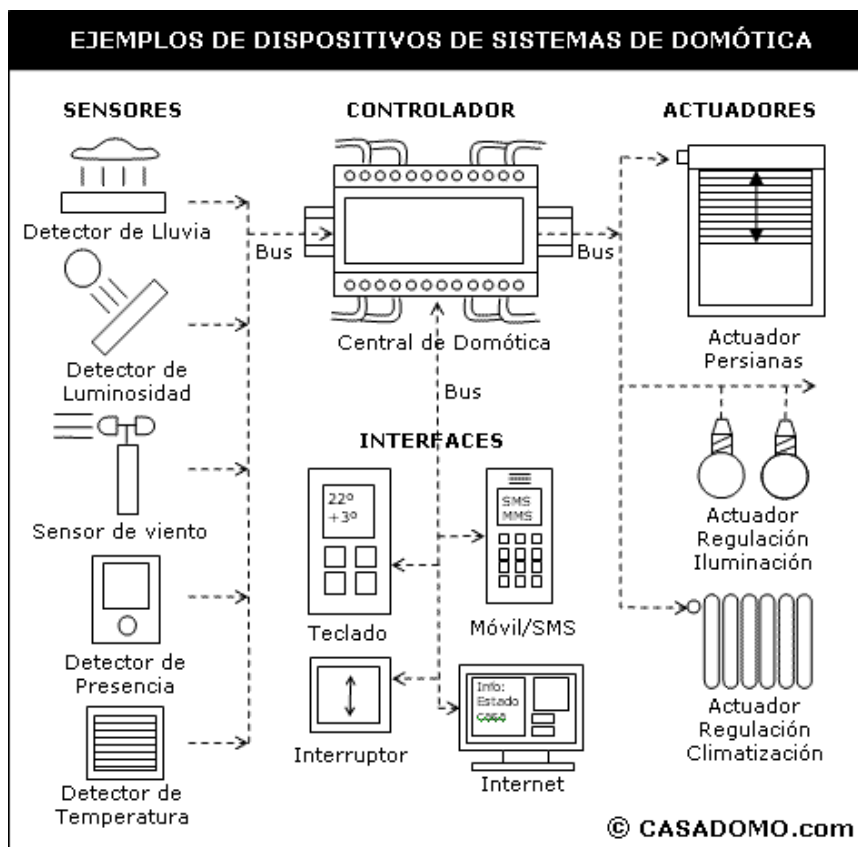 EJEMPLOS DE DISPOSITIVOS DE SISTEMAS DE DOMÓTICA
SENSORES
CONTROLADOR
ACTUADORES
Detector de Lluvia
Bus
Bus
Detector de
Luminosidad
Central de Domótica
Actuador
Persianas
Bus
INTERFACES
Sensor de viento
22º
+3º
SMS
MMS
Actuador
Regulación
Iluminación
Teclado
Móvil/SMS
Detector de
Presencia
Info:
Estado
Interruptor
Internet
Actuador
Regulación
Climatización
Detector de
Temperatura
© CASADOMO.com